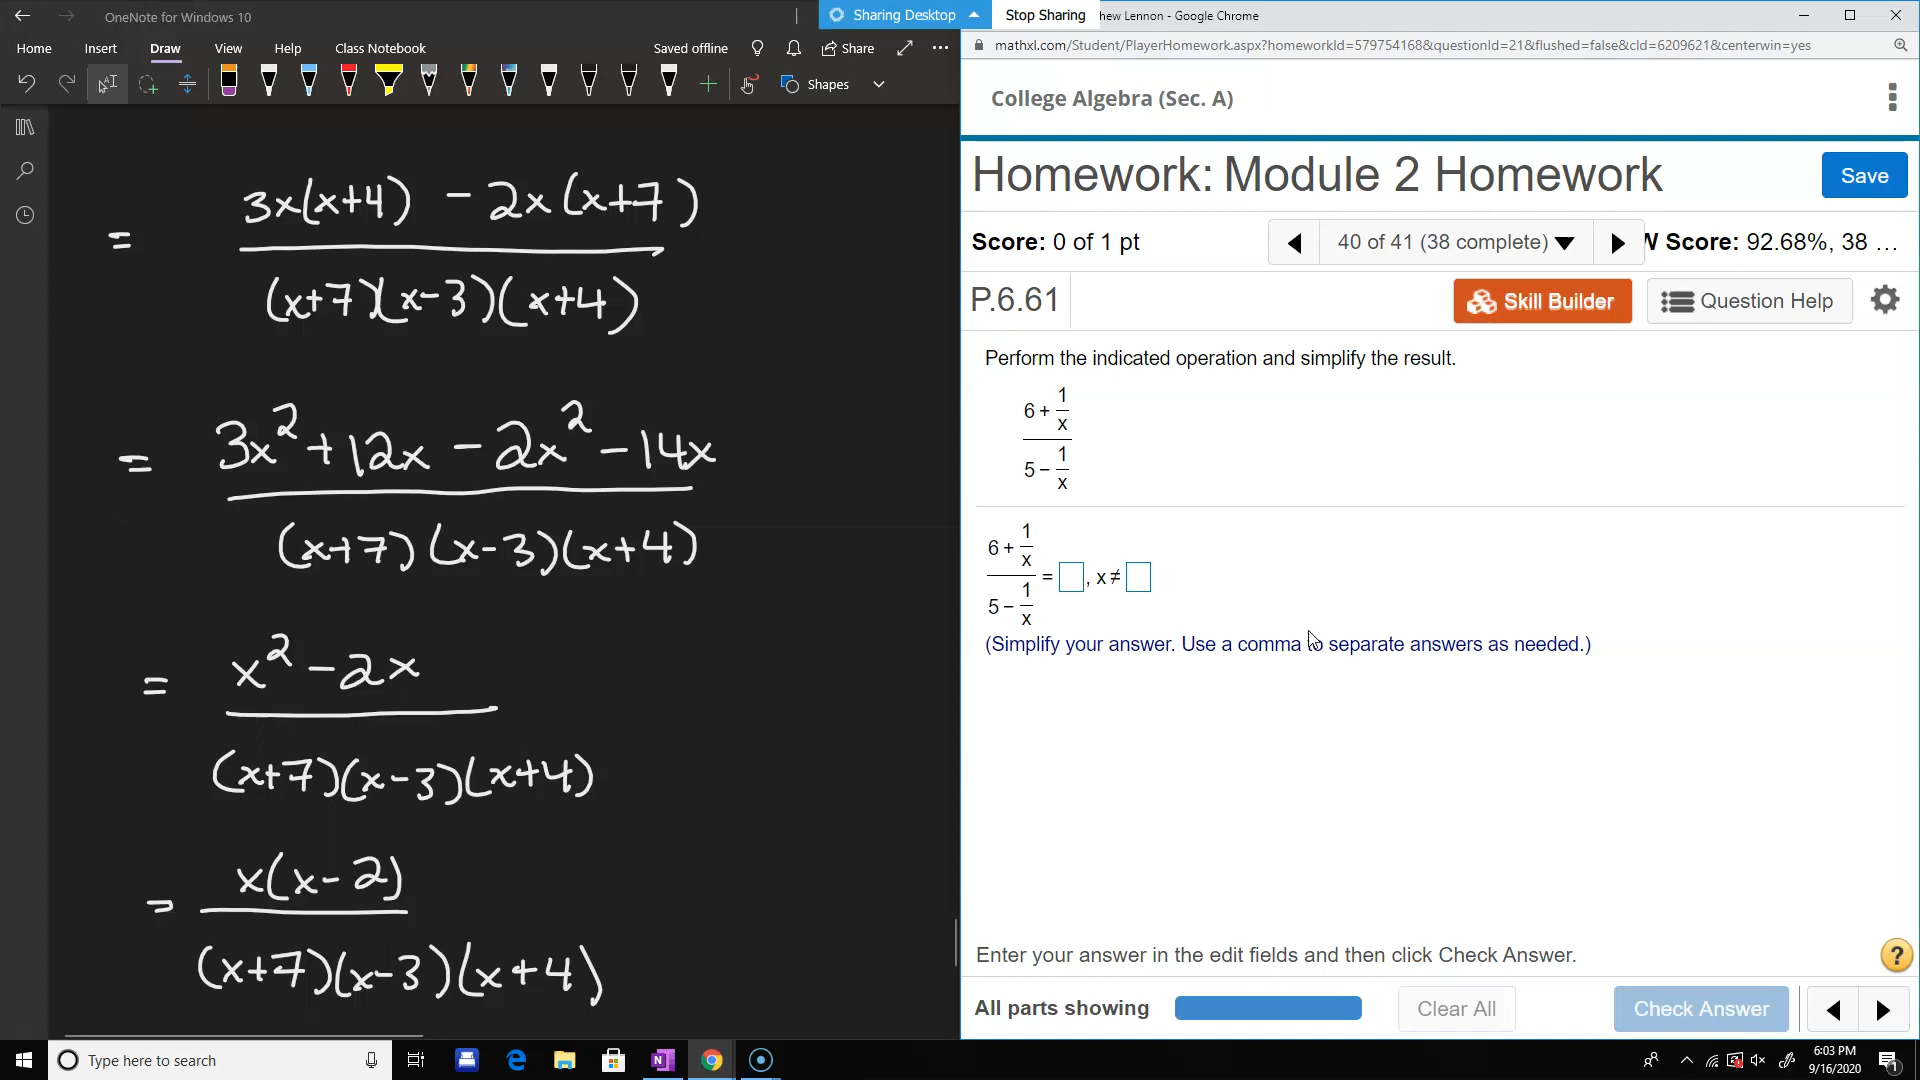 OneNote for Windows 10
Sharing Desktop
Stop Sharing
hew Lennon - Google Chrome
Home Insert Draw View Help Class Notebook Saved offline Share
mathxl.com/Student/PlayerHomework.aspx?homeworkId=579754168&questionId=21&flushed=false&cId=6209621&centerwin=yes
Shapes
= 3x(x+4) - 2x(x+7)
(x+7)(x-3)(x+4)
= 3x² + 12x - 2x² - 14x
(x+7)(x-3)(x+4)
= x² - 2x
(x+7)(x-3)(x+4)
= x(x-2)
(x+7)(x-3)(x+4)
College Algebra (Sec. A)
Homework: Module 2 Homework
Save
Score: 0 of 1 pt
40 of 41 (38 complete)
W Score: 92.68%, 38 ...
P.6.61
Skill Builder
Question Help
Perform the indicated operation and simplify the result.
6 + 1/x
5 − 1/x
6 + 1/x
= , x ≠
5 − 1/x
(Simplify your answer. Use a comma to separate answers as needed.)
Enter your answer in the edit fields and then click Check Answer.
?
All parts showing
Clear All
Check Answer
Type here to search
6:03 PM
9/16/2020
1